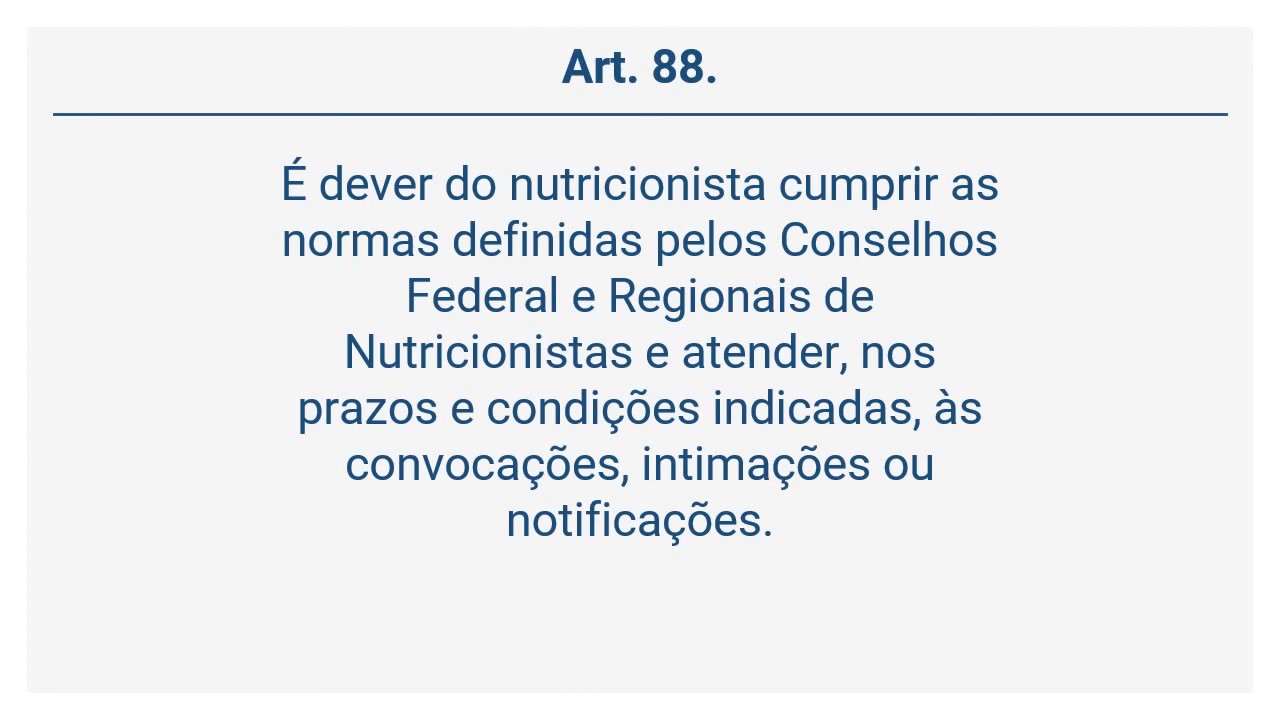 Art. 88.
É dever do nutricionista cumprir as
normas definidas pelos Conselhos
Federal e Regionais de
Nutricionistas e atender, nos
prazos e condições indicadas, às
convocações, intimações ou
notificações.